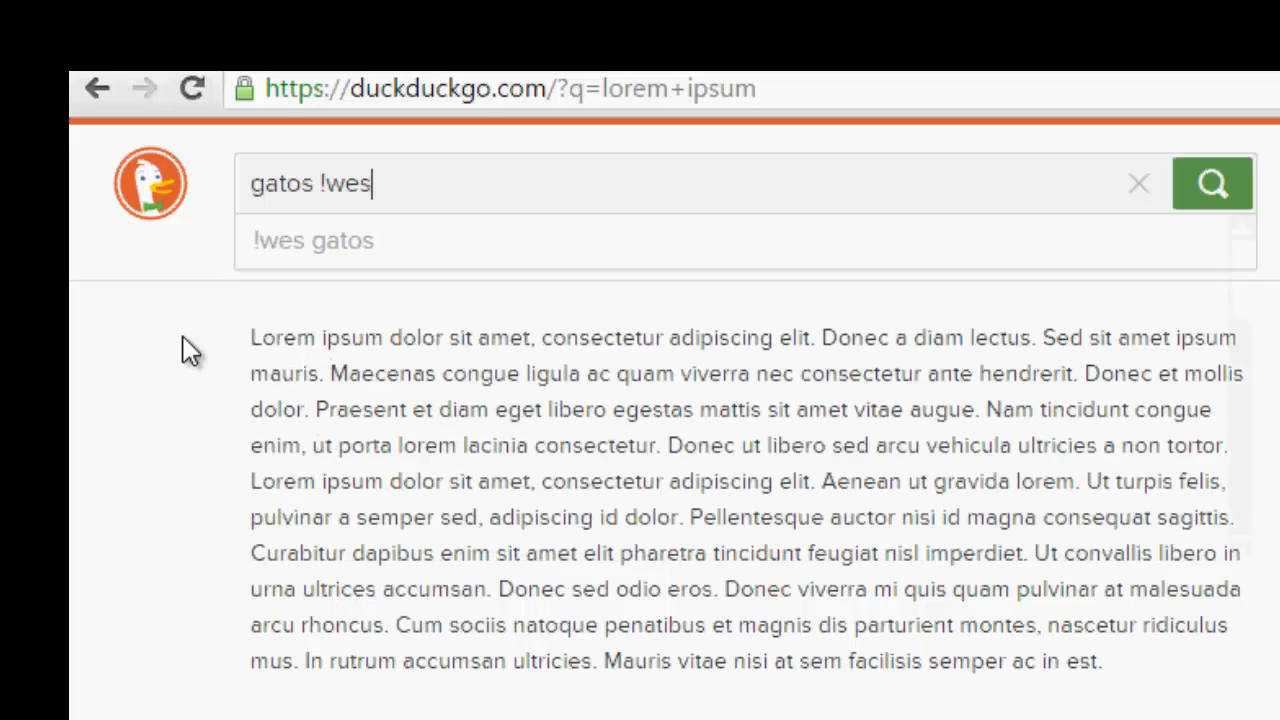 https://duckduckgo.com/?q=lorem+ipsum
gatos !wes
!wes gatos
Lorem ipsum dolor sit amet, consectetur adipiscing elit. Donec a diam lectus. Sed sit amet ipsum
mauris. Maecenas congue ligula ac quam viverra nec consectetur ante hendrerit. Donec et mollis
dolor. Praesent et diam eget libero egestas mattis sit amet vitae augue. Nam tincidunt congue
enim, ut porta lorem lacinia consectetur. Donec ut libero sed arcu vehicula ultricies a non tortor.
Lorem ipsum dolor sit amet, consectetur adipiscing elit. Aenean ut gravida lorem. Ut turpis felis,
pulvinar a semper sed, adipiscing id dolor. Pellentesque auctor nisi id magna consequat sagittis.
Curabitur dapibus enim sit amet elit pharetra tincidunt feugiat nisl imperdiet. Ut convallis libero in
urna ultrices accumsan. Donec sed odio eros. Donec viverra mi quis quam pulvinar at malesuada
arcu rhoncus. Cum sociis natoque penatibus et magnis dis parturient montes, nascetur ridiculus
mus. In rutrum accumsan ultricies. Mauris vitae nisi at sem facilisis semper ac in est.